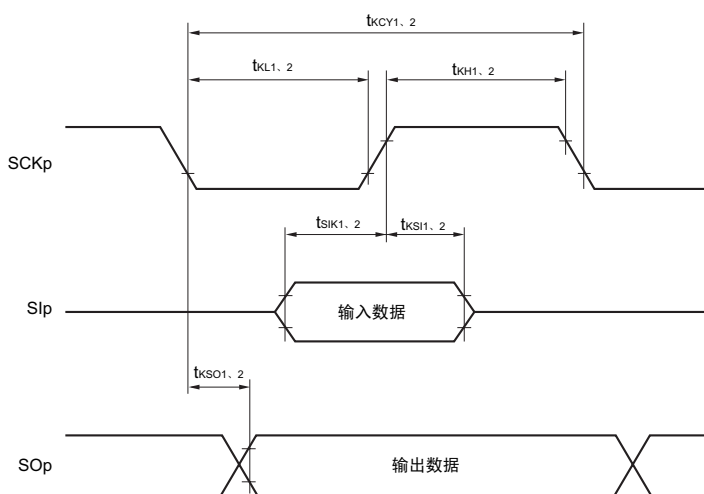 tKCY1、2
tKL1、2
tKH1、2
SCKp
tSIK1、2
tKSI1、2
SIp
输入数据
tKSO1、2
SOp
输出数据